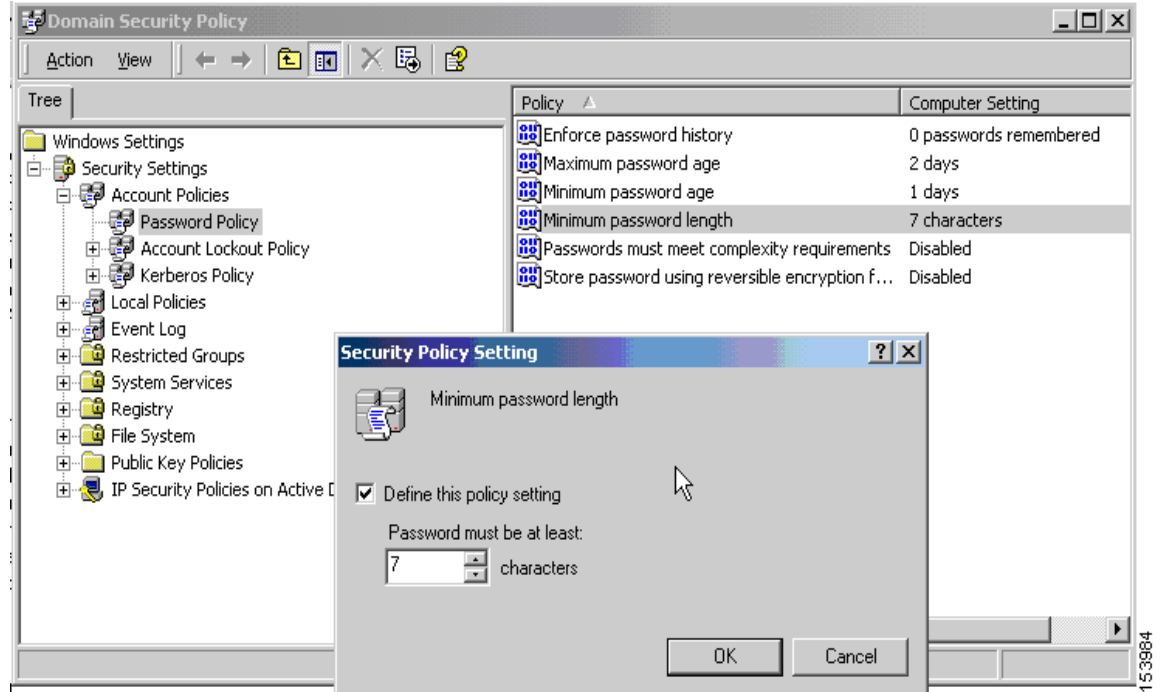 Domain Security Policy
Action View
Tree
Policy Computer Setting
Windows Settings
Security Settings
Account Policies
Password Policy
Account Lockout Policy
Kerberos Policy
Local Policies
Event Log
Restricted Groups
System Services
Registry
File System
Public Key Policies
IP Security Policies on Active D
Enforce password history 0 passwords remembered
Maximum password age 2 days
Minimum password age 1 days
Minimum password length 7 characters
Passwords must meet complexity requirements Disabled
Store password using reversible encryption f... Disabled
Security Policy Setting
Minimum password length
Define this policy setting
Password must be at least:
7 characters
OK Cancel
153984